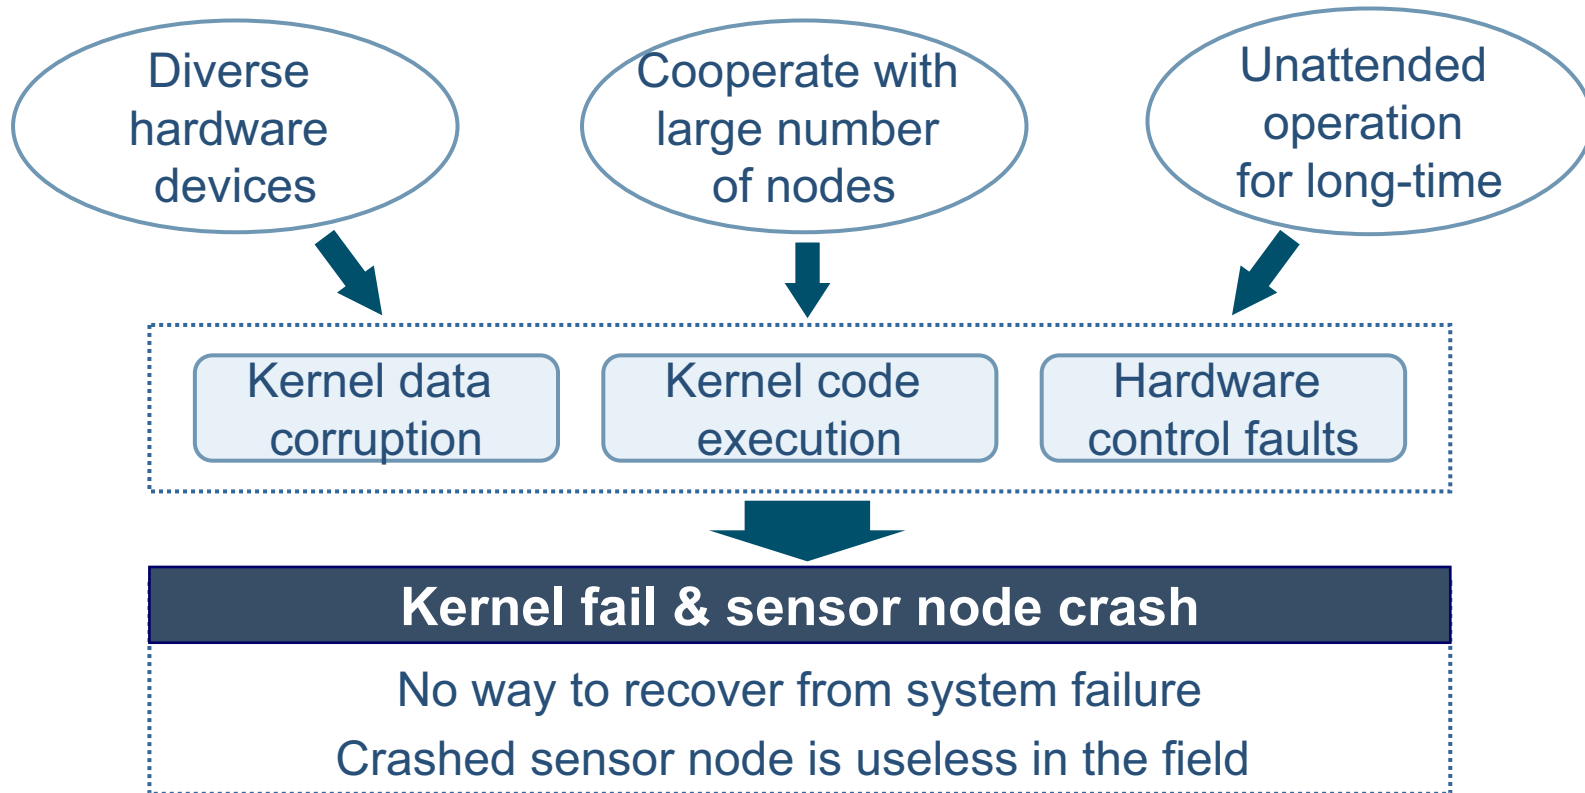 Diverse
hardware
devices
Cooperate with
large number
of nodes
Unattended
operation
for long-time
Kernel data
corruption
Kernel code
execution
Hardware
control faults
Kernel fail & sensor node crash
No way to recover from system failure
Crashed sensor node is useless in the field